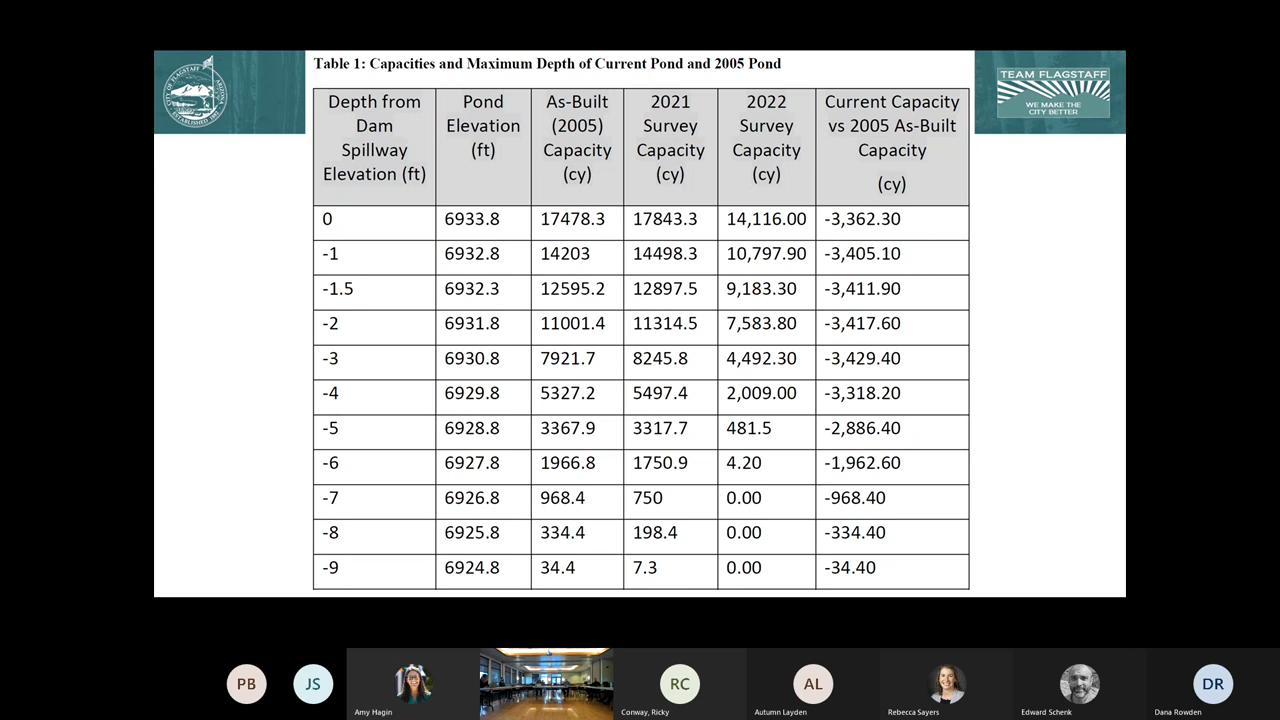 Table 1: Capacities and Maximum Depth of Current Pond and 2005 Pond
CITY OF FLAGSTAFF ARIZONA
ESTABLISHED 1882
TEAM FLAGSTAFF
WE MAKE THE
CITY BETTER
Depth from Dam Spillway Elevation (ft) Pond Elevation (ft) As-Built (2005) Capacity (cy) 2021 Survey Capacity (cy) 2022 Survey Capacity (cy) Current Capacity vs 2005 As-Built Capacity (cy)
0 6933.8 17478.3 17843.3 14,116.00 -3,362.30
-1 6932.8 14203 14498.3 10,797.90 -3,405.10
-1.5 6932.3 12595.2 12897.5 9,183.30 -3,411.90
-2 6931.8 11001.4 11314.5 7,583.80 -3,417.60
-3 6930.8 7921.7 8245.8 4,492.30 -3,429.40
-4 6929.8 5327.2 5497.4 2,009.00 -3,318.20
-5 6928.8 3367.9 3317.7 481.5 -2,886.40
-6 6927.8 1966.8 1750.9 4.20 -1,962.60
-7 6926.8 968.4 750 0.00 -968.40
-8 6925.8 334.4 198.4 0.00 -334.40
-9 6924.8 34.4 7.3 0.00 -34.40
PB
JS
Amy Hagin
RC
Conway, Ricky
AL
Autumn Layden
Rebecca Sayers
Edward Schenk
DR
Dana Rowden